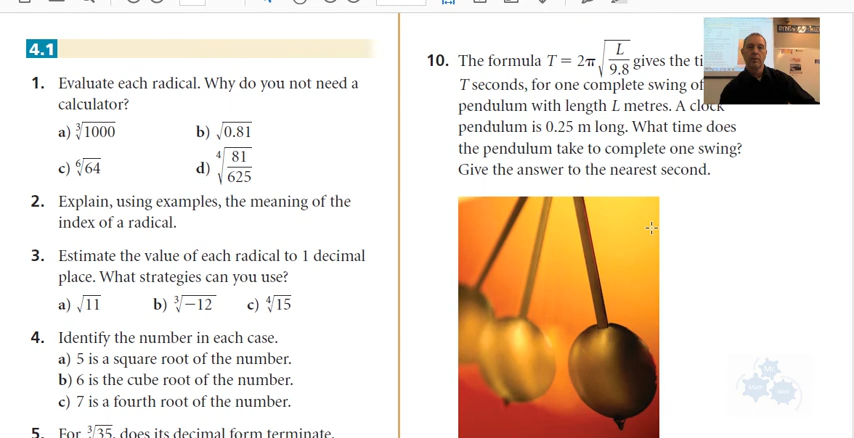 4.1
1. Evaluate each radical. Why do you not need a
calculator?
a) ∛1000 b) √0.81
c) ⁶√64 d) ⁴√(81/625)
2. Explain, using examples, the meaning of the
index of a radical.
3. Estimate the value of each radical to 1 decimal
place. What strategies can you use?
a) √11 b) ∛−12 c) ⁴√15
4. Identify the number in each case.
a) 5 is a square root of the number.
b) 6 is the cube root of the number.
c) 7 is a fourth root of the number.
5. For ∛35, does its decimal form terminate,
10. The formula T = 2π√(L/9.8) gives the ti
T seconds, for one complete swing of
pendulum with length L metres. A clock
pendulum is 0.25 m long. What time does
the pendulum take to complete one swing?
Give the answer to the nearest second.